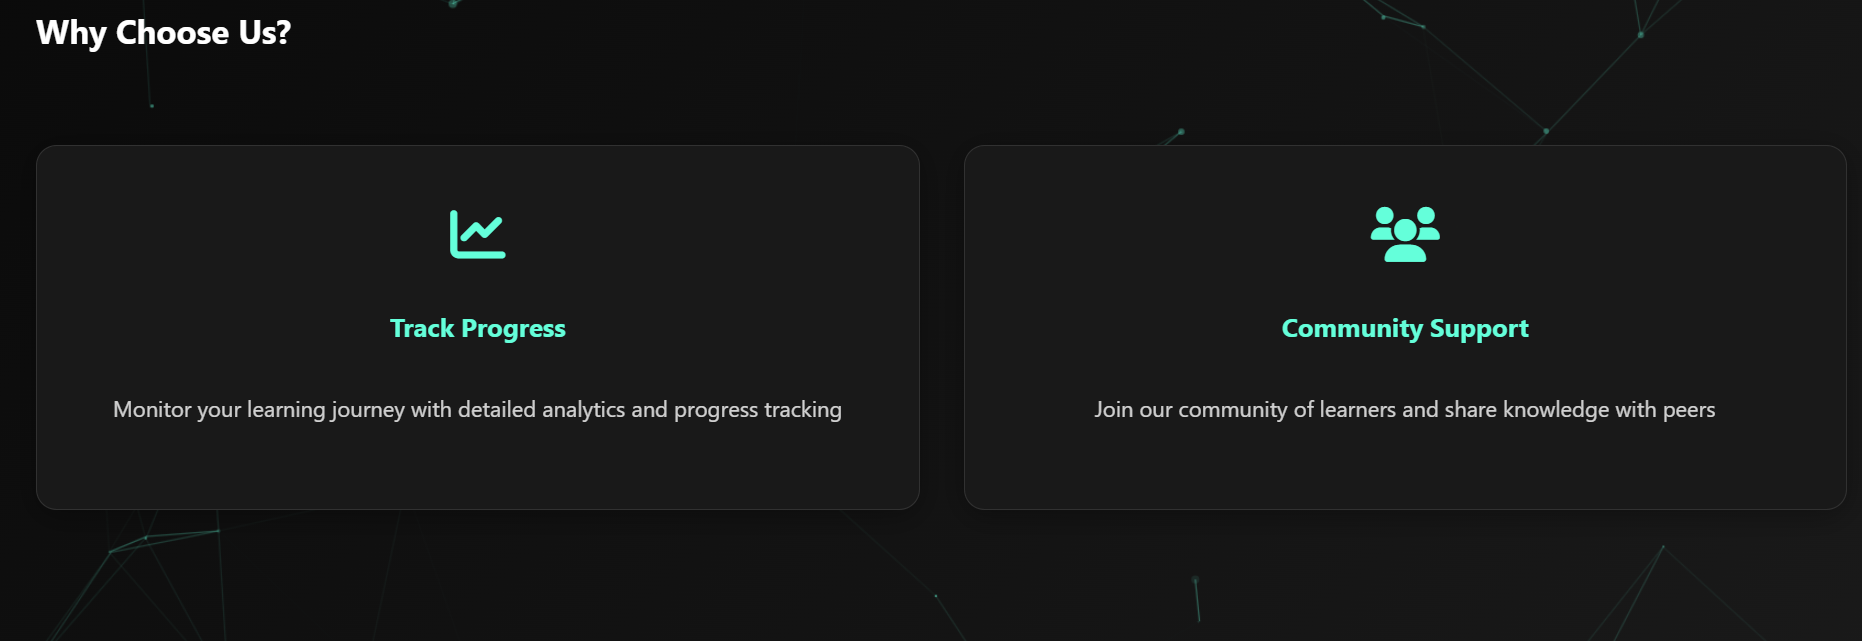 Why Choose Us?
Track Progress
Monitor your learning journey with detailed analytics and progress tracking
Community Support
Join our community of learners and share knowledge with peers